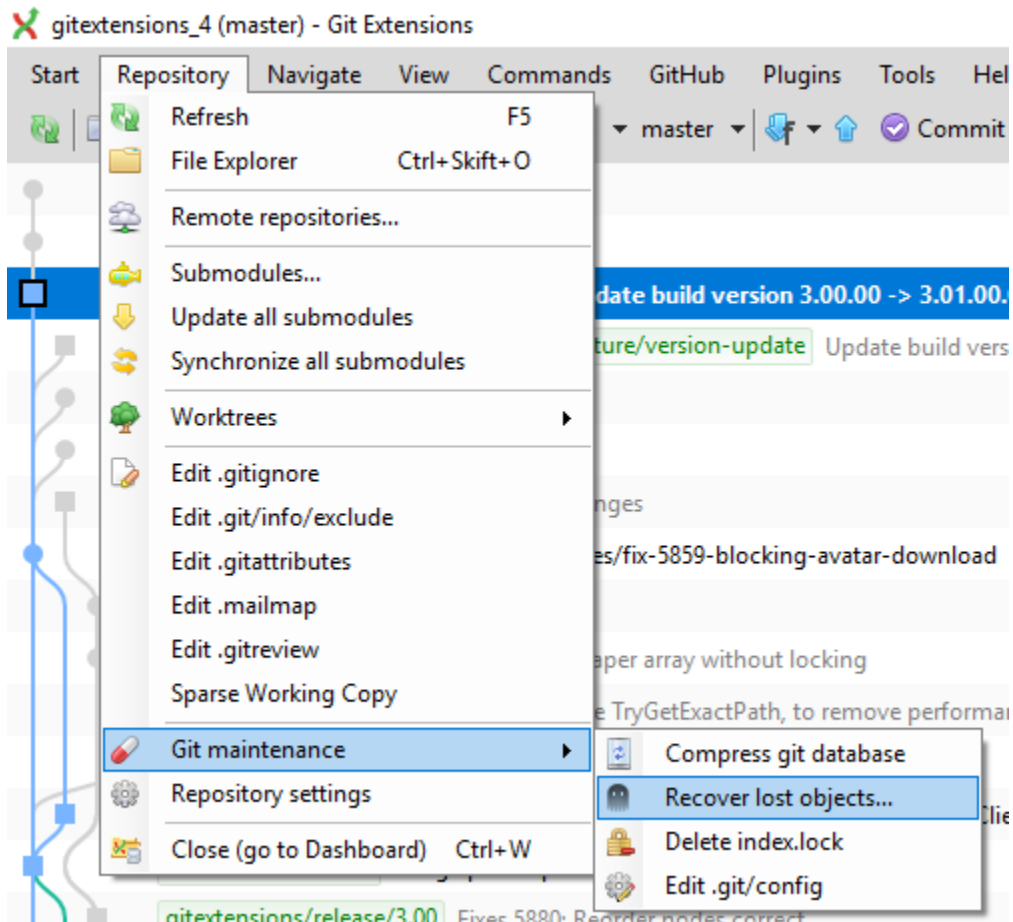 gitextensions_4 (master) - Git Extensions
Start Repository Navigate View Commands GitHub Plugins Tools
master Commit
Refresh F5
File Explorer Ctrl+Skift+O
Remote repositories...
Submodules...
date build version 3.00.00 -> 3.01.00.
Update all submodules
ture/version-update Update build vers
Synchronize all submodules
Worktrees
Edit .gitignore
nges
Edit .git/info/exclude
es/fix-5859-blocking-avatar-download
Edit .gitattributes
Edit .mailmap
Edit .gitreview
aper array without locking
Sparse Working Copy
e TryGetExactPath, to remove performa
Git maintenance
Compress git database
Repository settings
Recover lost objects...
Close (go to Dashboard) Ctrl+W
Delete index.lock
Edit .git/config
gitextensions/release/3.00 Fixes 5880: Reorder nodes correct